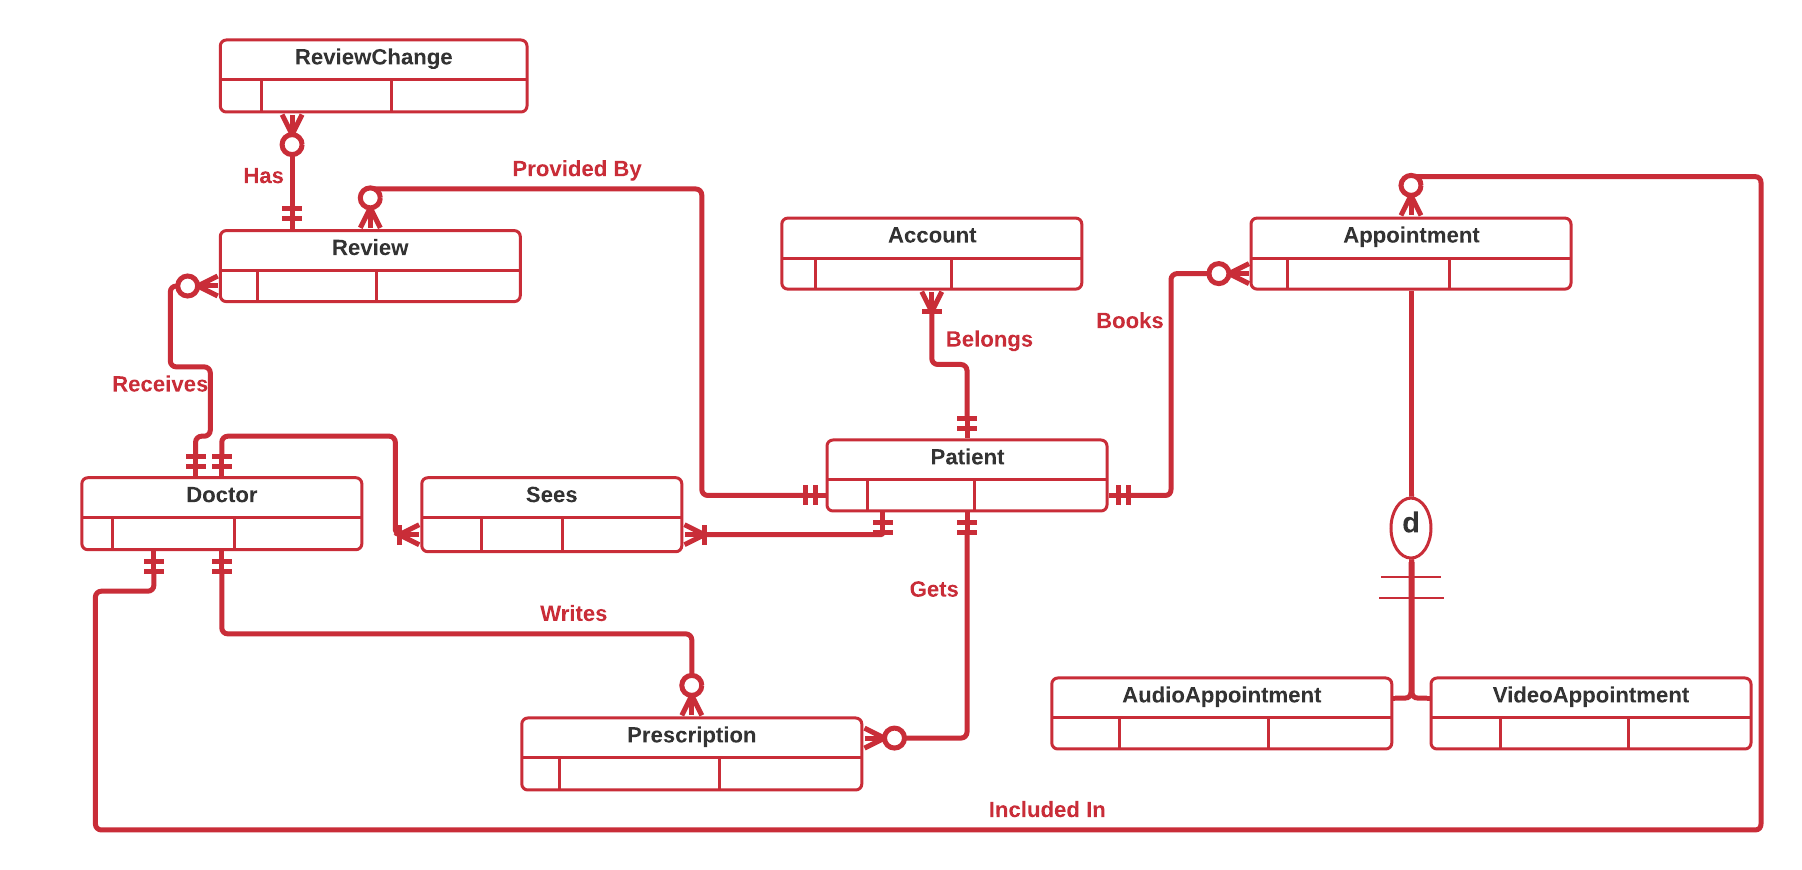 ReviewChange
Has
Provided By
Review
Account
Appointment
Books
Belongs
Receives
Patient
Doctor
Sees
d
Gets
Writes
AudioAppointment
VideoAppointment
Prescription
Included In